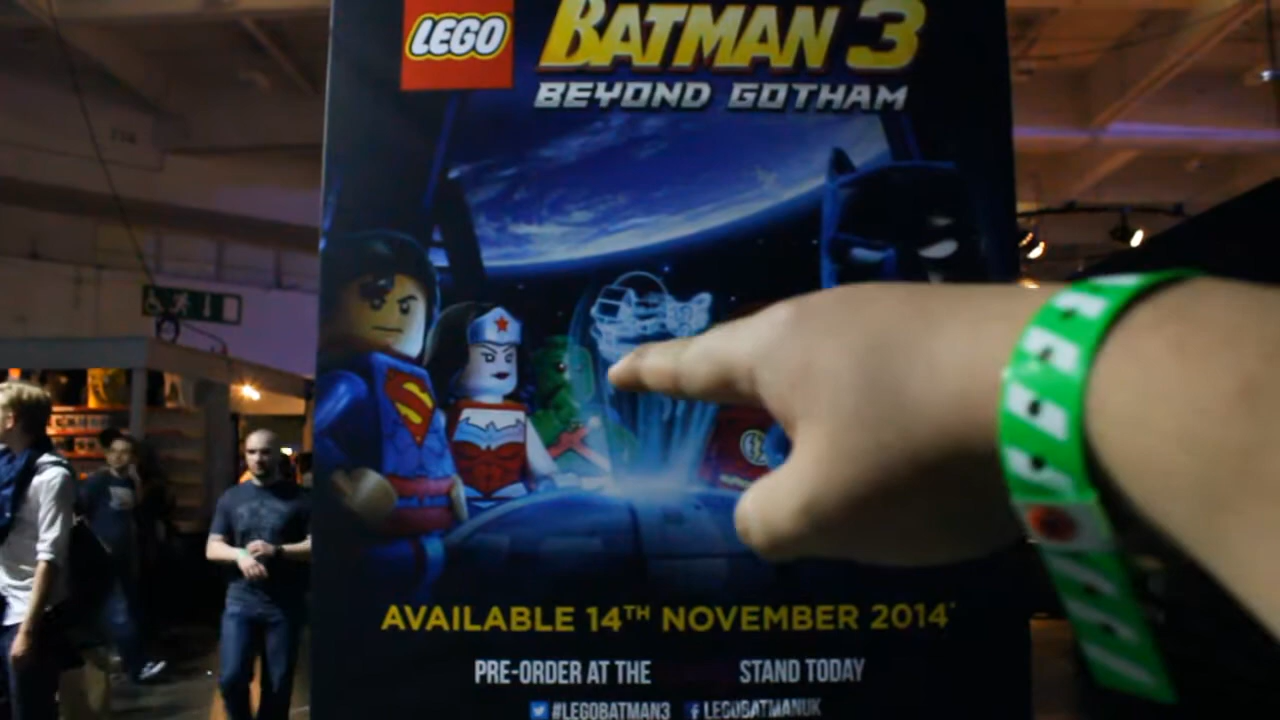 LEGO
BATMAN 3
BEYOND GOTHAM
AVAILABLE 14TH NOVEMBER 2014*
PRE-ORDER AT THE STAND TODAY
#LEGOBATMAN3 LEGOBATMANUK